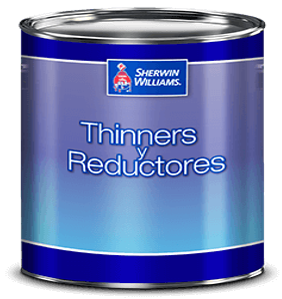 SHERWIN
WILLIAMS.
Thinners
y
Reductores